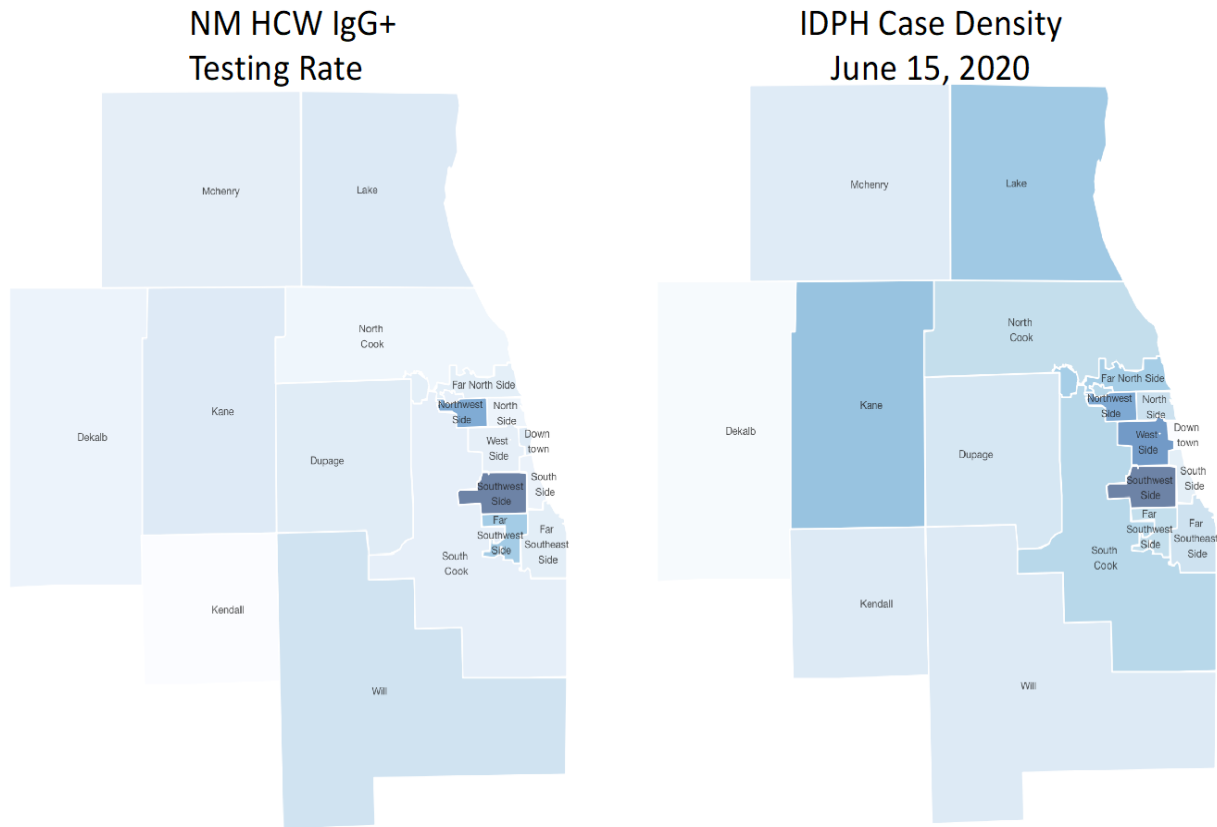 NM HCW IgG+
Testing Rate
Mchenry
Lake
North
Cook
Far North Side
Northwest
Side
North
Side
Kane
Dekalb
West
Side
Down
town
Dupage
Southwest
Side
South
Side
Far
Southwest
Side
Far
Southeast
Side
South
Cook
Kendall
Will
IDPH Case Density
June 15, 2020
Mchenry
Lake
North
Cook
Far North Side
Northwest
Side
North
Side
Kane
Dekalb
West
Side
Down
town
Dupage
Southwest
Side
South
Side
Far
Southwest
Side
Far
Southeast
Side
South
Cook
Kendall
Will